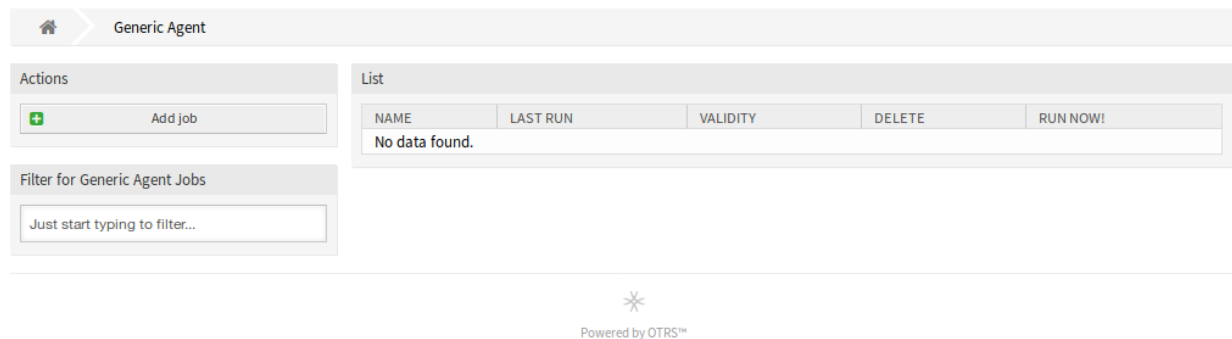 Generic Agent
Actions
Add job
Filter for Generic Agent Jobs
Just start typing to filter...
List
NAME LAST RUN VALIDITY DELETE RUN NOW!
No data found.
Powered by OTRS™